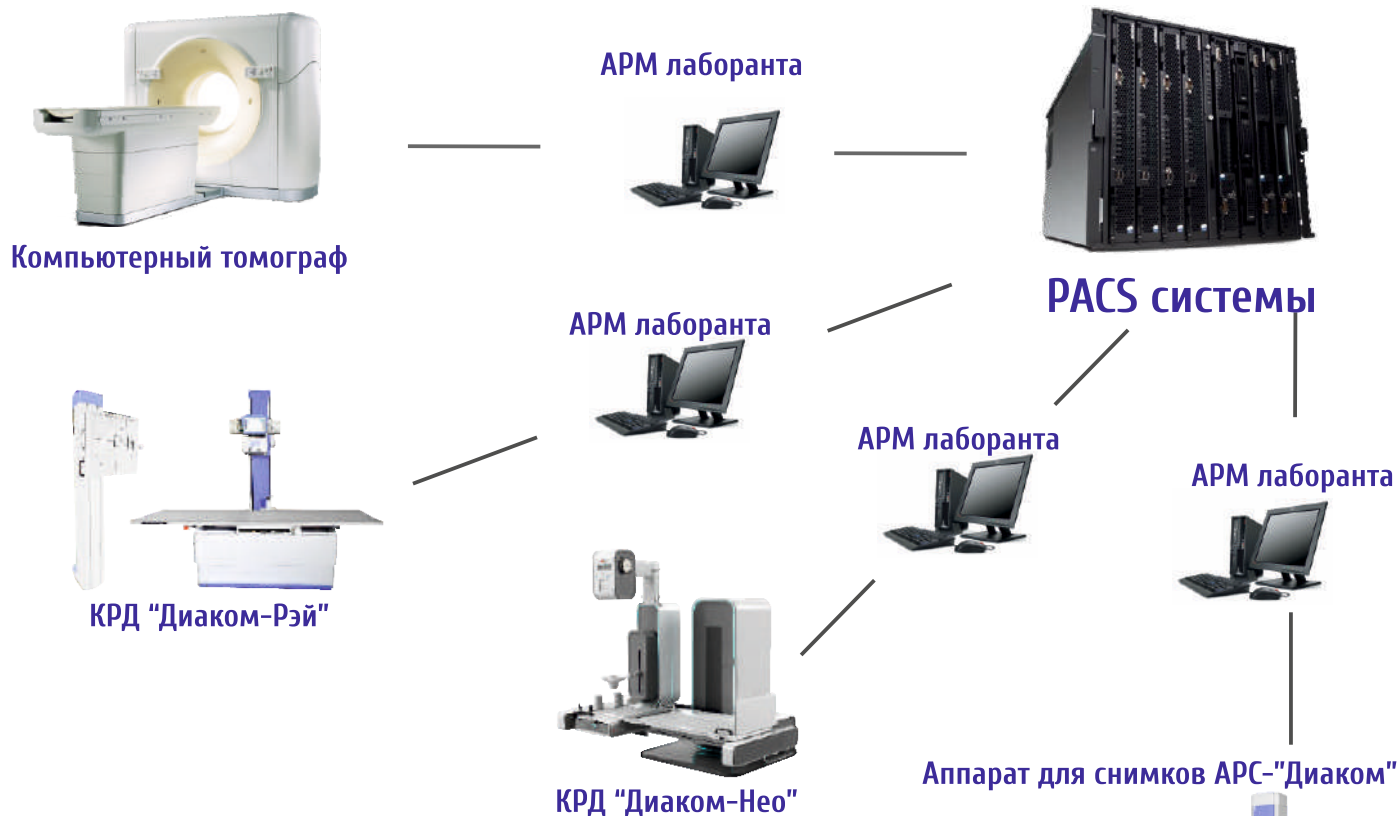 АРМ лаборанта
Компьютерный томограф
PACS системы
АРМ лаборанта
АРМ лаборанта
АРМ лаборанта
КРД “Диаком-Рэй”
Аппарат для снимков АРС-”Диаком”
КРД “Диаком-Нео”